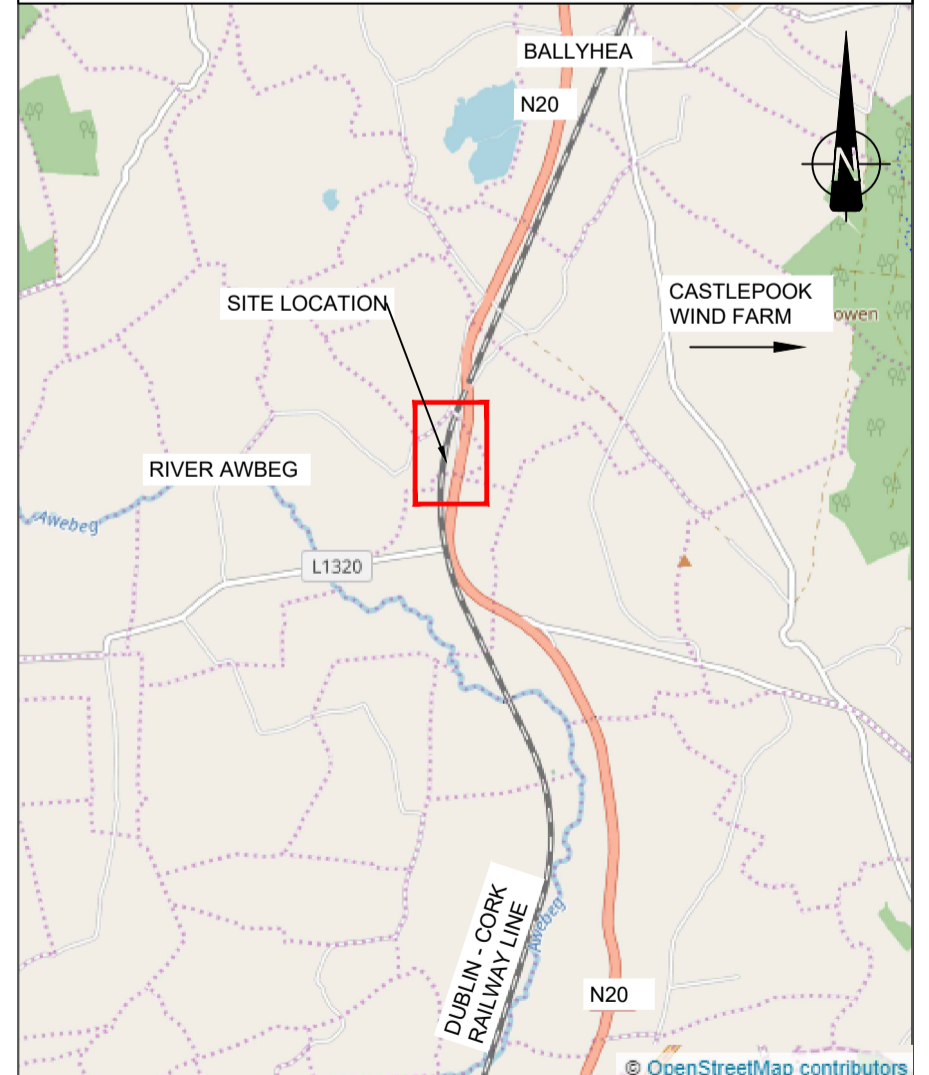 BALLYHEA
N20
N
CASTLEPOOK
WIND FARM
owen
SITE LOCATION
RIVER AWBEG
Awebeg
L1320
DUBLIN - CORK
RAILWAY LINE
Awebeg
N20
© OpenStreetMap contributors